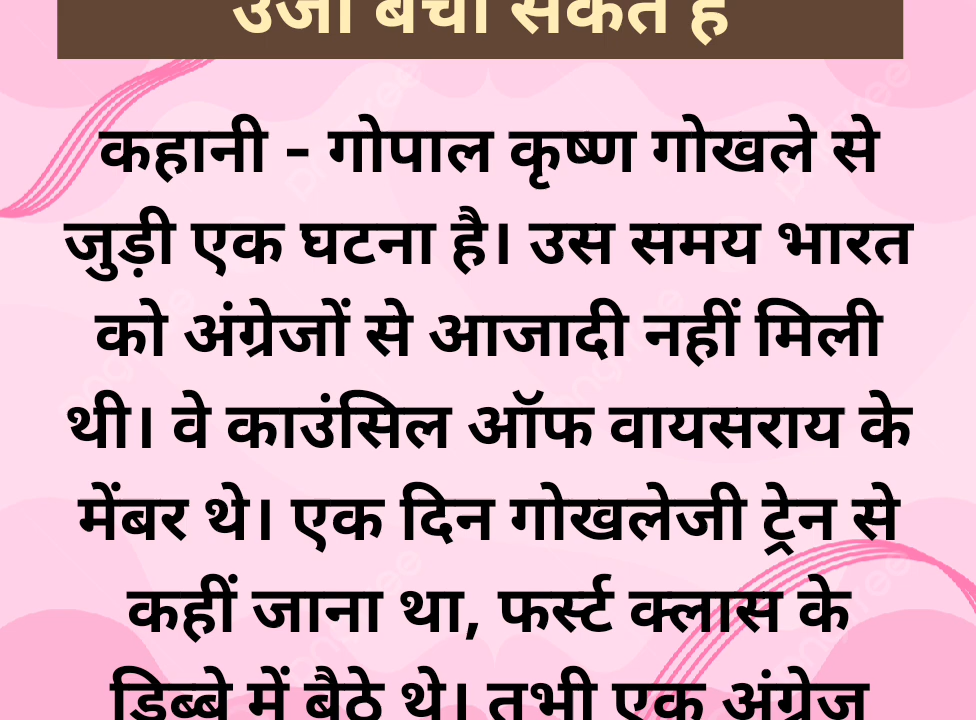 ऊर्जा बचा सकते हैं
कहानी - गोपाल कृष्ण गोखले से
जुड़ी एक घटना है। उस समय भारत
को अंग्रेजों से आजादी नहीं मिली
थी। वे काउंसिल ऑफ वायसराय के
मेंबर थे। एक दिन गोखलेजी ट्रेन से
कहीं जाना था, फर्स्ट क्लास के
डिब्बे में बैठे थे। तभी एक अंग्रेज